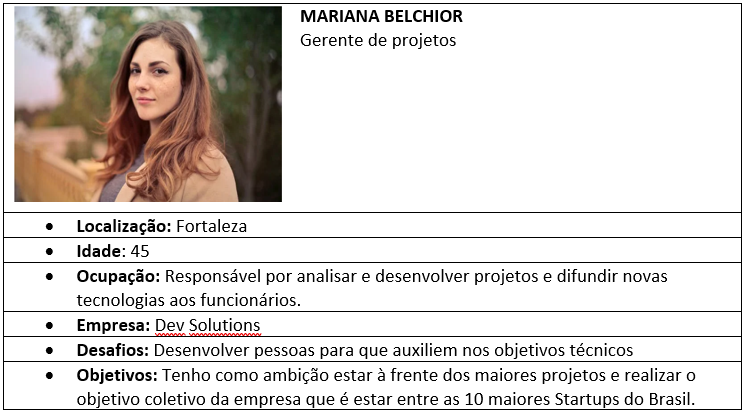 MARIANA BELCHIOR
Gerente de projetos
• Localização: Fortaleza
• Idade: 45
• Ocupação: Responsável por analisar e desenvolver projetos e difundir novas
tecnologias aos funcionários.
• Empresa: Dev Solutions
• Desafios: Desenvolver pessoas para que auxiliem nos objetivos técnicos
• Objetivos: Tenho como ambição estar à frente dos maiores projetos e realizar o
objetivo coletivo da empresa que é estar entre as 10 maiores Startups do Brasil.